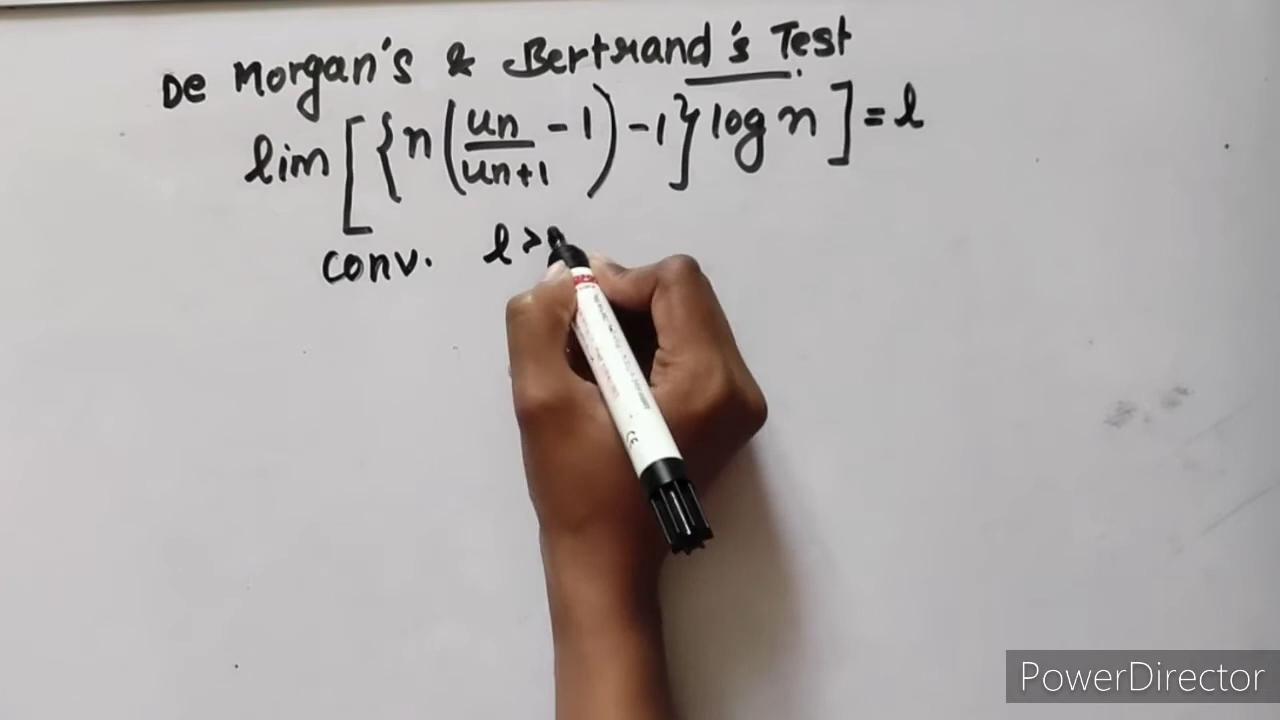 De Morgan's & Bertrand's Test
lim [ { n ( un / un+1 - 1 ) - 1 } log n ] = l
conv. l >
PowerDirector